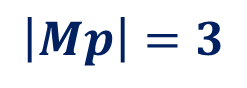 |Mp| = 3